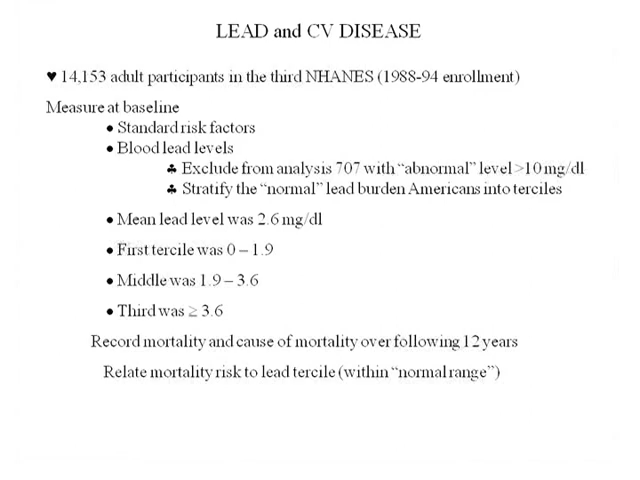 LEAD and CV DISEASE
♥ 14,153 adult participants in the third NHANES (1988-94 enrollment)
Measure at baseline
● Standard risk factors
● Blood lead levels
♣ Exclude from analysis 707 with “abnormal” level >10 mg/dl
♣ Stratify the “normal” lead burden Americans into terciles
● Mean lead level was 2.6 mg/dl
● First tercile was 0 – 1.9
● Middle was 1.9 – 3.6
● Third was ≥ 3.6
Record mortality and cause of mortality over following 12 years
Relate mortality risk to lead tercile (within “normal range”)